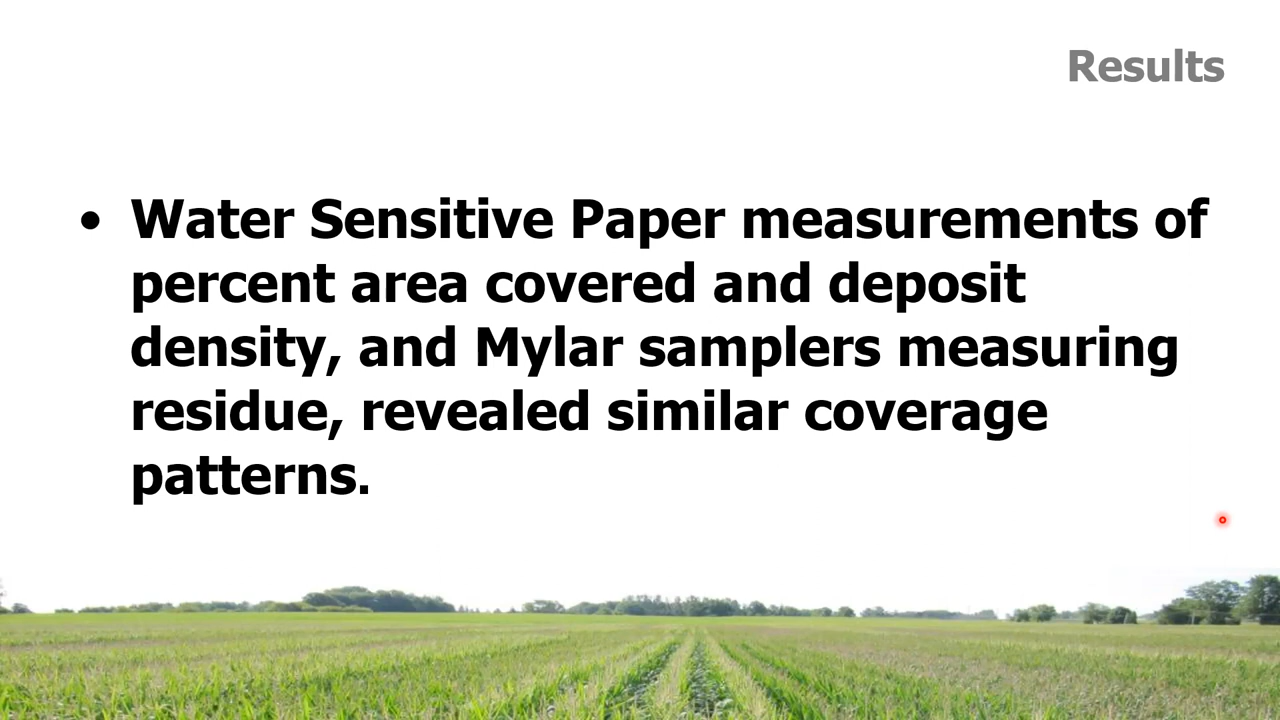 Results
• Water Sensitive Paper measurements of
percent area covered and deposit
density, and Mylar samplers measuring
residue, revealed similar coverage
patterns.